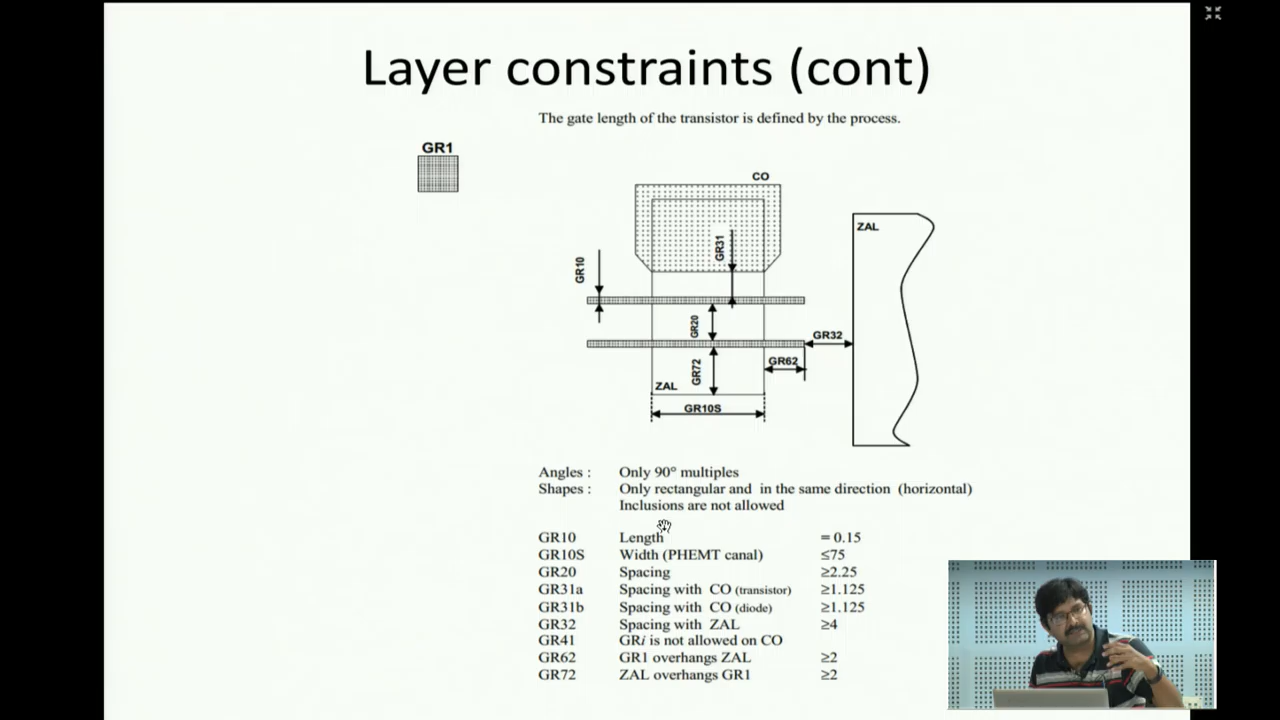 Layer constraints (cont)
The gate length of the transistor is defined by the process.
GR1
CO
ZAL
GR31
GR10
GR20
GR32
GR62
GR72
ZAL
GR10S
Angles : Only 90° multiples
Shapes : Only rectangular and in the same direction (horizontal)
Inclusions are not allowed
GR10 Length = 0.15
GR10S Width (PHEMT canal) ≤75
GR20 Spacing ≥2.25
GR31a Spacing with CO (transistor) ≥1.125
GR31b Spacing with CO (diode) ≥1.125
GR32 Spacing with ZAL ≥4
GR41 GRi is not allowed on CO
GR62 GR1 overhangs ZAL ≥2
GR72 ZAL overhangs GR1 ≥2